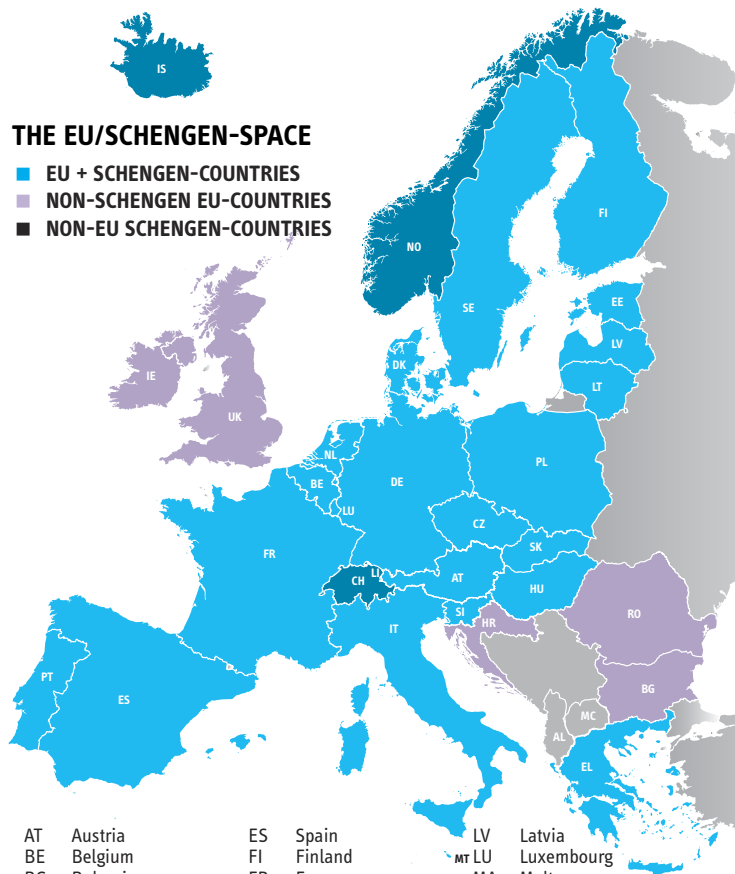 IS
THE EU/SCHENGEN-SPACE
EU + SCHENGEN-COUNTRIES
NON-SCHENGEN EU-COUNTRIES
NON-EU SCHENGEN-COUNTRIES
FI
NO
SE
EE
LV
DK
LT
IE
UK
NL
PL
BE
DE
LU
CZ
FR
SK
LI
CH
AT
HU
SI
HR
RO
IT
PT
BG
ES
MC
AL
EL
AT Austria ES Spain LV Latvia
BE Belgium FI Finland MT LU Luxembourg